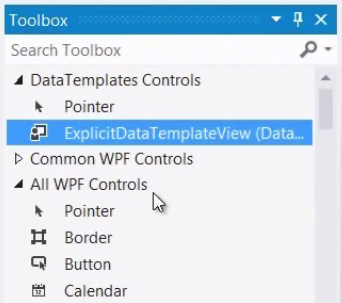 Toolbox
Search Toolbox
DataTemplates Controls
Pointer
ExplicitDataTemplateView (Data...
Common WPF Controls
All WPF Controls
Pointer
Border
Button
Calendar